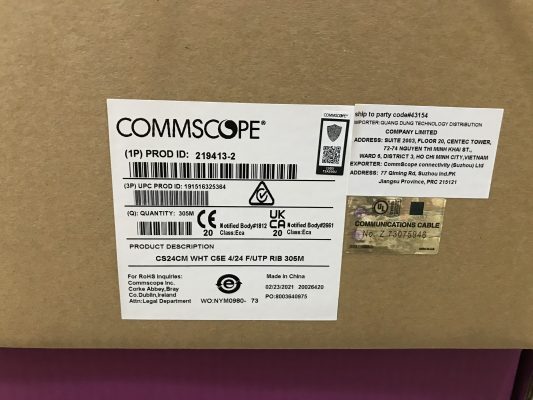 COMMSCOPE®
(1P) PROD ID: 219413-2
(3P) UPC PROD ID: 191516325364
(Q): QUANTITY: 305M
CE
20
Notified Body#1812
Class:Eca
UK
CA
20
Notified Body#2661
Class:Eca
PRODUCT DESCRIPTION
CS24CM WHT C5E 4/24 F/UTP RIB 305M
For RoHS Inquiries:
Commscope Inc.
Corke Abbey,Bray
Co.Dublin,Ireland
Attn:Legal Department
e
WO:NYM0980- 73
Made in China
02/23/2021 20026420
PO:8003640975
ship to party code#43154
IMPORTER: QUANG DUNG TECHNOLOGY DISTRIBUTION
COMPANY LIMITED
ADDRESS: SUITE 2003, FLOOR 20, CENTEC TOWER,
72-74 NGUYEN THI MINH KHAI ST.,
WARD 6, DISTRICT 3, HO CHI MINH CITY,VIETNAM
EXPORTER: CommScope connectivity (Suzhou) Ltd
ADDRESS: 77 Qiming Rd, Suzhou Ind.PK
Jiangsu Province, PRC 215121
UL
COMMUNICATIONS CABLE
No. Z 73075946